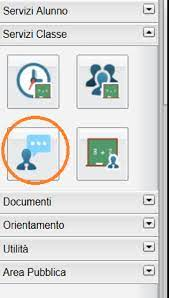 Servizi Alunno
Servizi Classe
Documenti
Orientamento
Utilità
Area Pubblica